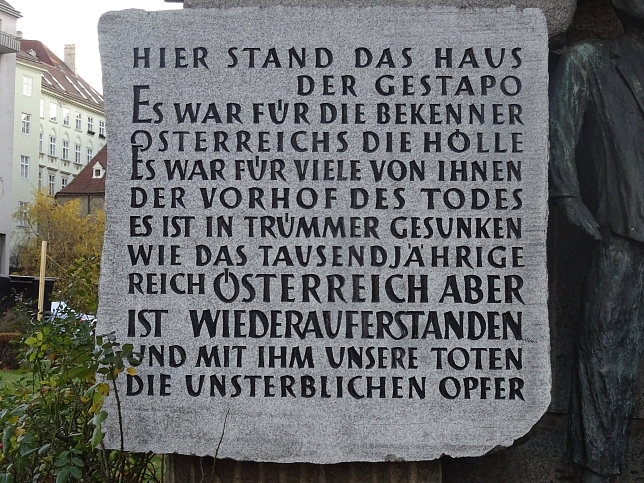 HIER STAND DAS HAUS
DER GESTAPO
ES WAR FÜR DIE BEKENNER
ÖSTERREICHS DIE HÖLLE
ES WAR FÜR VIELE VON IHNEN
DER VORHOF DES TODES
ES IST IN TRÜMMER GESUNKEN
WIE DAS TAUSENDJÄHRIGE
REICH ÖSTERREICH ABER
IST WIEDERAUFERSTANDEN
UND MIT IHM UNSERE TOTEN
DIE UNSTERBLICHEN OPFER